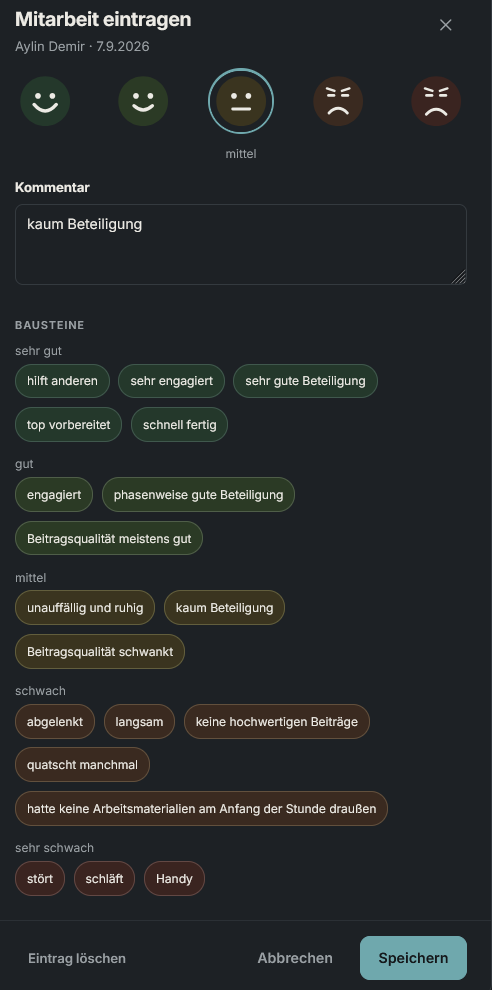 Mitarbeit eintragen
Aylin Demir · 7.9.2026
mittel
Kommentar
kaum Beteiligung
BAUSTEINE
sehr gut
hilft anderen sehr engagiert sehr gute Beteiligung
top vorbereitet schnell fertig
gut
engagiert phasenweise gute Beteiligung
Beitragsqualität meistens gut
mittel
unauffällig und ruhig kaum Beteiligung
Beitragsqualität schwankt
schwach
abgelenkt langsam keine hochwertigen Beiträge
quatscht manchmal
hatte keine Arbeitsmaterialien am Anfang der Stunde draußen
sehr schwach
stört schläft Handy
Eintrag löschen Abbrechen Speichern